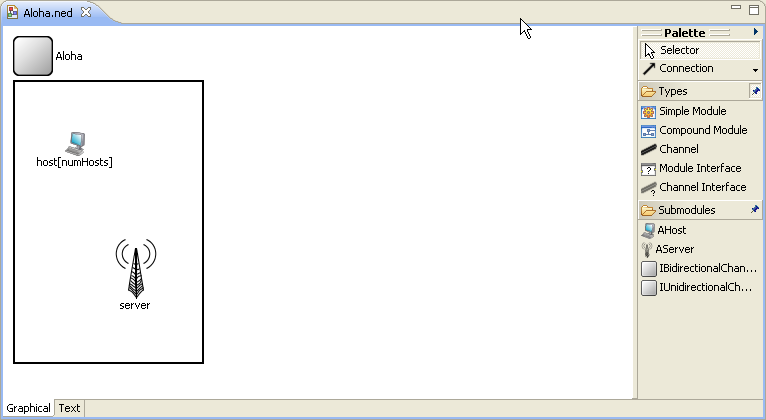 Aloha.ned
Aloha
host[numHosts]
server
Graphical
Text
Palette
Selector
Connection
Types
Simple Module
Compound Module
Channel
Module Interface
Channel Interface
Submodules
AHost
AServer
IBidirectionalChan...
IUnidirectionalCh...